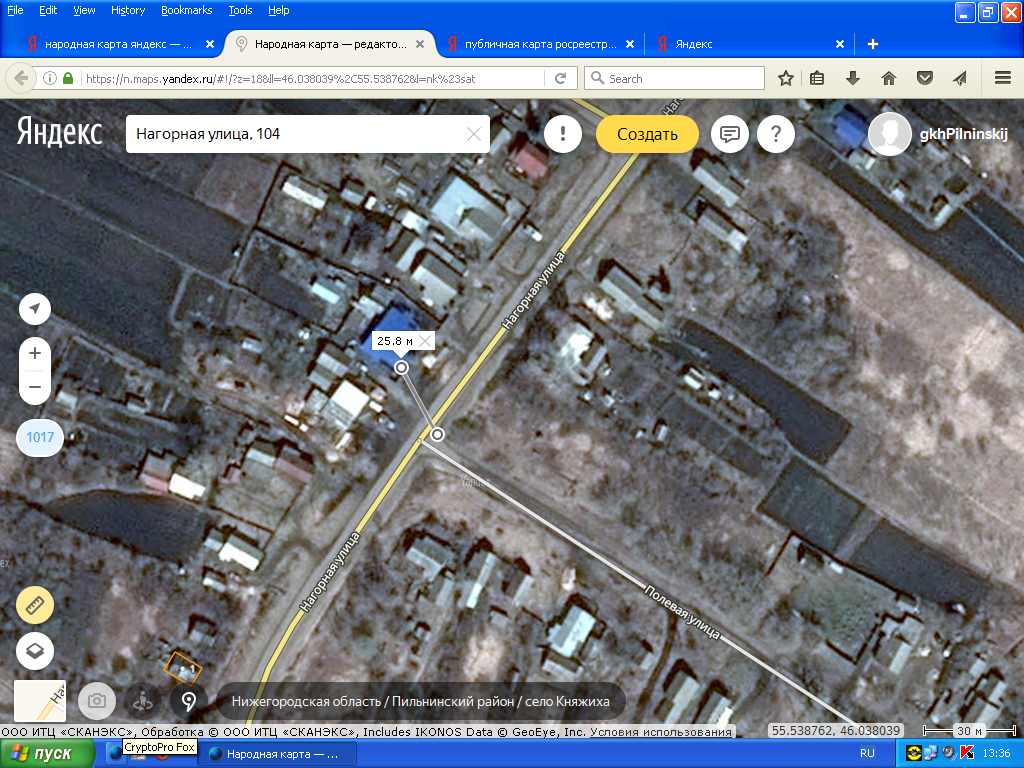 File Edit View History Bookmarks Tools Help
народная карта яндекс — ...
Народная карта — редакто...
публичная карта росреестр...
Яндекс
https://n.maps.yandex.ru/#!/?z=18&ll=46.038039%2C55.538762&l=nk%23sat
Search
Яндекс
Нагорная улица, 104
Создать
gkhPilninskij
Наг
Нагорная улица
25.8 м
1017
Yandex
Нагорная улица
Полевая улица
1
На
Нижегородская область / Пильнинский район / село Княжиха
ООО ИТЦ «СКАНЭКС», Обработка © ООО ИТЦ «СКАНЭКС», Includes IKONOS Data © GeoEye, Inc. Условия использования
55.538762, 46.038039
30 м
пуск
CryptoPro Fox
Народная карта — ...
RU
13:36